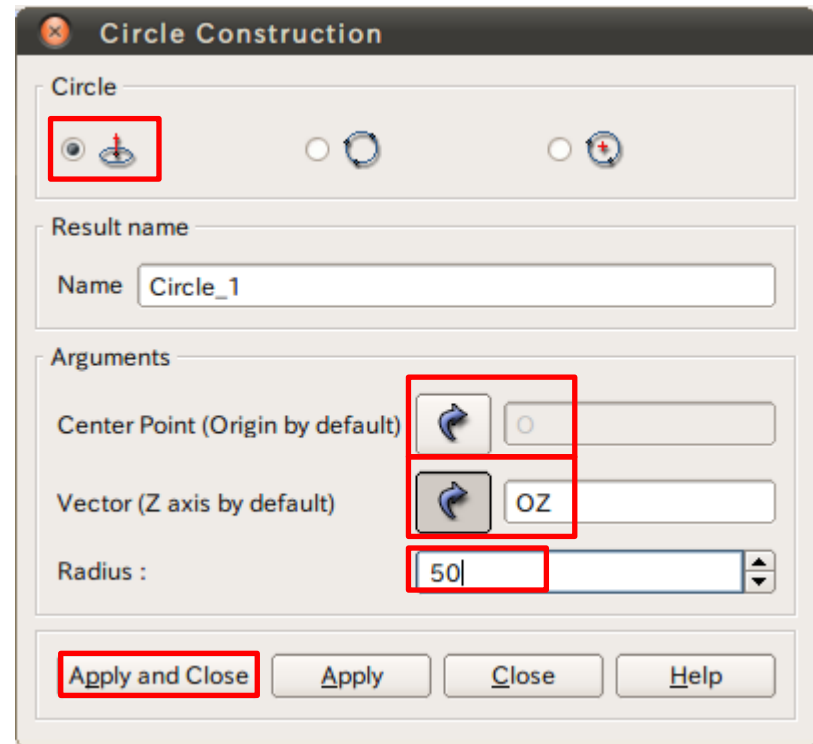 Circle Construction
Circle
Result name
Name Circle_1
Arguments
Center Point (Origin by default) O
Vector (Z axis by default) OZ
Radius : 50
Apply and Close Apply Close Help